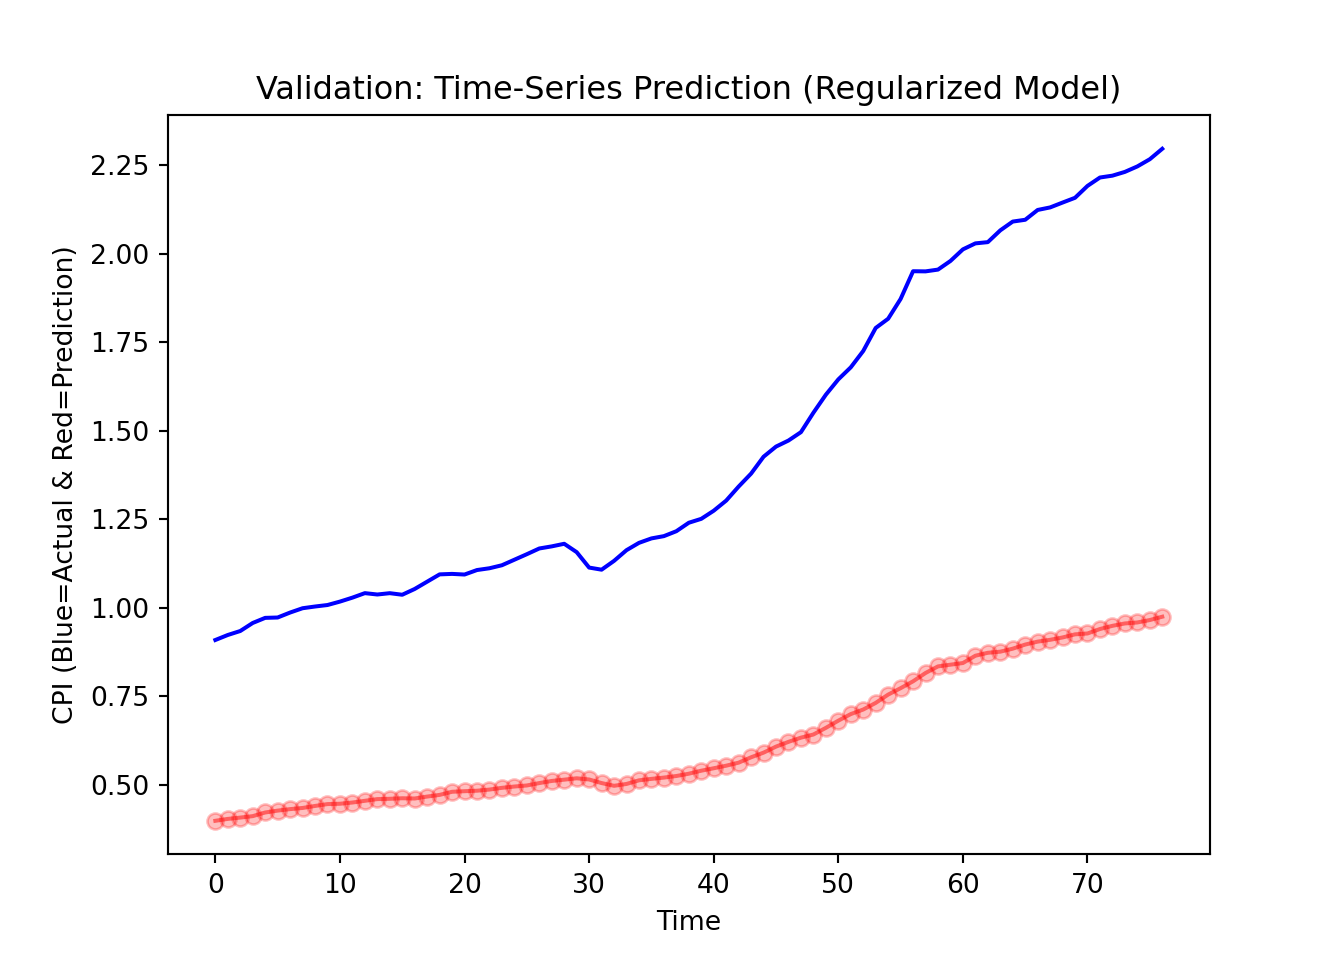 Validation: Time-Series Prediction (Regularized Model)
CPI (Blue=Actual & Red=Prediction)
2.25
2.00
1.75
1.50
1.25
1.00
0.75
0.50
0 10 20 30 40 50 60 70
Time